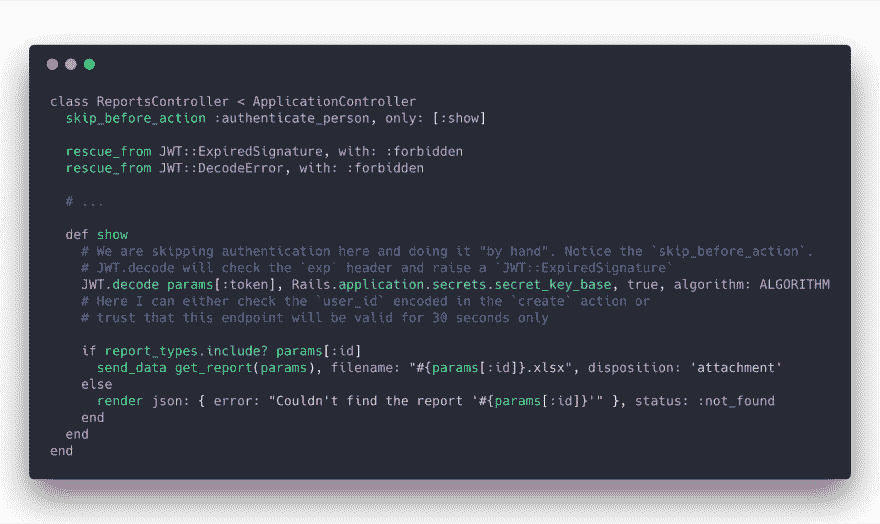 class ReportsController < ApplicationController
skip_before_action :authenticate_person, only: [:show]
rescue_from JWT::ExpiredSignature, with: :forbidden
rescue_from JWT::DecodeError, with: :forbidden
# ...
def show
# We are skipping authentication here and doing it "by hand". Notice the `skip_before_action`.
# JWT.decode will check the `exp` header and raise a `JWT::ExpiredSignature`
JWT.decode params[:token], Rails.application.secrets.secret_key_base, true, algorithm: ALGORITHM
# Here I can either check the `user_id` encoded in the `create` action or
# trust that this endpoint will be valid for 30 seconds only
if report_types.include? params[:id]
send_data get_report(params), filename: "#{params[:id]}.xlsx", disposition: 'attachment'
else
render json: { error: "Couldn't find the report '#{params[:id]}'" }, status: :not_found
end
end
end